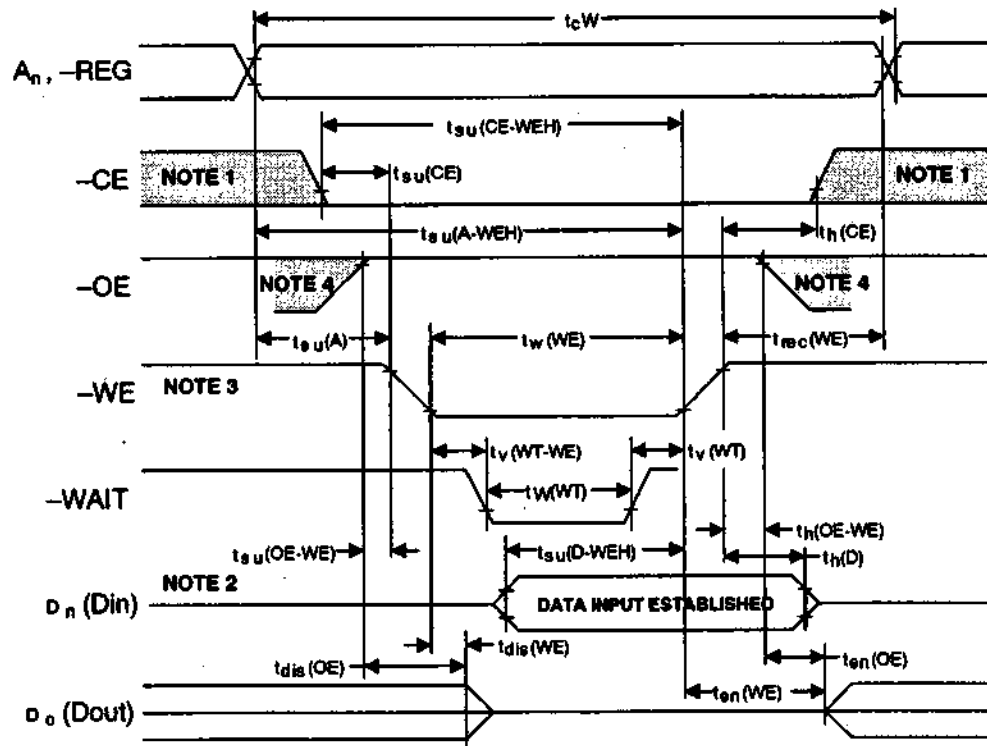 tcW
An, –REG
tsu(CE-WEH)
–CE NOTE 1 tsu(CE) NOTE 1
tsu(A-WEH) th(CE)
–OE NOTE 4 NOTE 4
tsu(A) tw(WE) trec(WE)
–WE NOTE 3
tv(WT-WE) tv(WT)
–WAIT tW(WT)
tsu(OE-WE) tsu(D-WEH) th(OE-WE)
th(D)
NOTE 2
Dn (Din) DATA INPUT ESTABLISHED
tdis(OE) tdis(WE) ten(OE)
ten(WE)
Do (Dout)